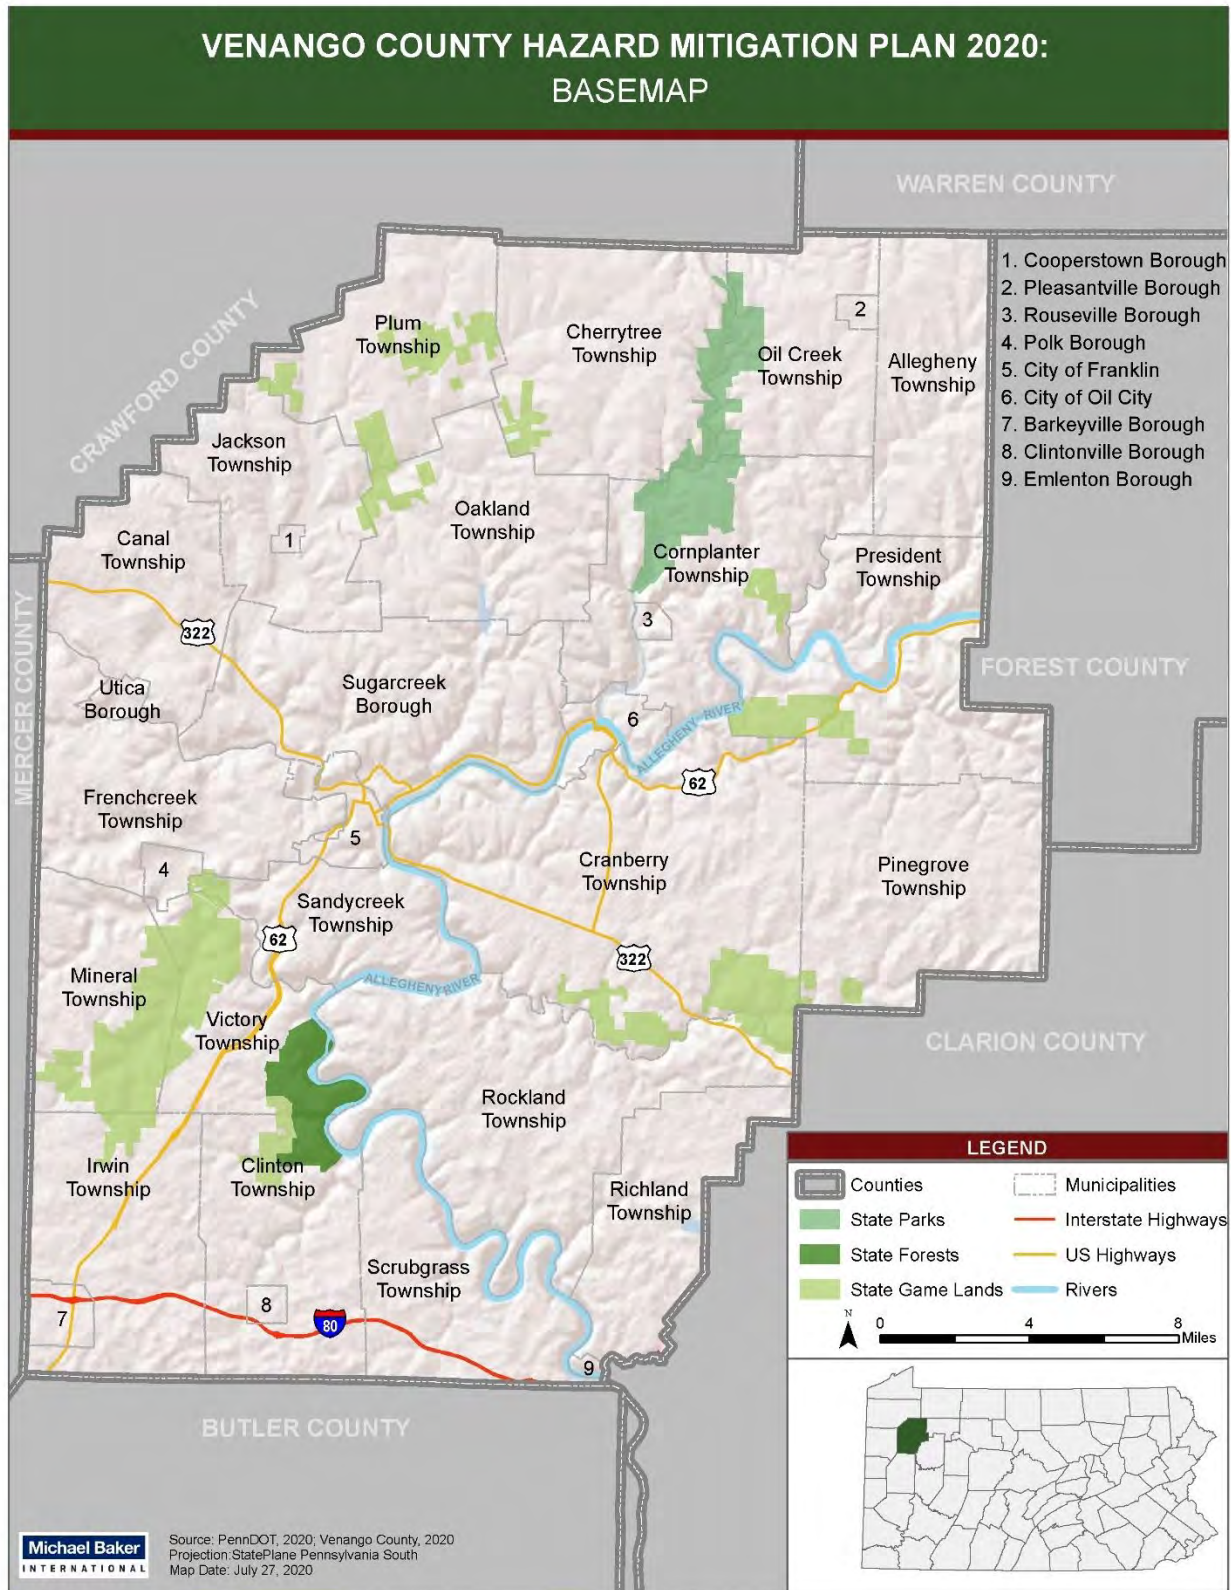 VENANGO COUNTY HAZARD MITIGATION PLAN 2020:
BASEMAP
WARREN COUNTY
CRAWFORD COUNTY
MERCER COUNTY
FOREST COUNTY
CLARION COUNTY
BUTLER COUNTY
1. Cooperstown Borough
2. Pleasantville Borough
3. Rouseville Borough
4. Polk Borough
5. City of Franklin
6. City of Oil City
7. Barkeyville Borough
8. Clintonville Borough
9. Emlenton Borough
Plum
Township
Cherrytree
Township
2
Oil Creek
Township
Allegheny
Township
Jackson
Township
Oakland
Township
Canal
Township
1
Cornplanter
Township
President
Township
322
3
Utica
Borough
Sugarcreek
Borough
6
ALLEGHENY RIVER
62
Frenchcreek
Township
5
4
Cranberry
Township
Pinegrove
Township
Sandycreek
Township
62
322
Mineral
Township
ALLEGHENY RIVER
Victory
Township
Rockland
Township
Irwin
Township
Clinton
Township
Richland
Township
Scrubgrass
Township
7
8
80
9
LEGEND
Counties
Municipalities
State Parks
Interstate Highways
State Forests
US Highways
State Game Lands
Rivers
N
0 4 8
Miles
Michael Baker
INTERNATIONAL
Source: PennDOT, 2020; Venango County, 2020
Projection:StatePlane Pennsylvania South
Map Date: July 27, 2020